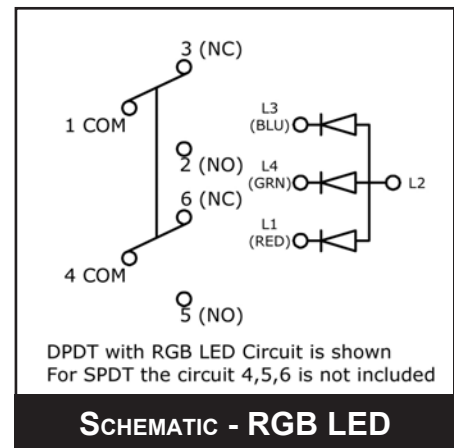 3 (NC)
1 COM
2 (NO)
6 (NC)
4 COM
5 (NO)
L3
(BLU)
L4
(GRN)
L2
L1
(RED)
DPDT with RGB LED Circuit is shown
For SPDT the circuit 4,5,6 is not included
SCHEMATIC - RGB LED